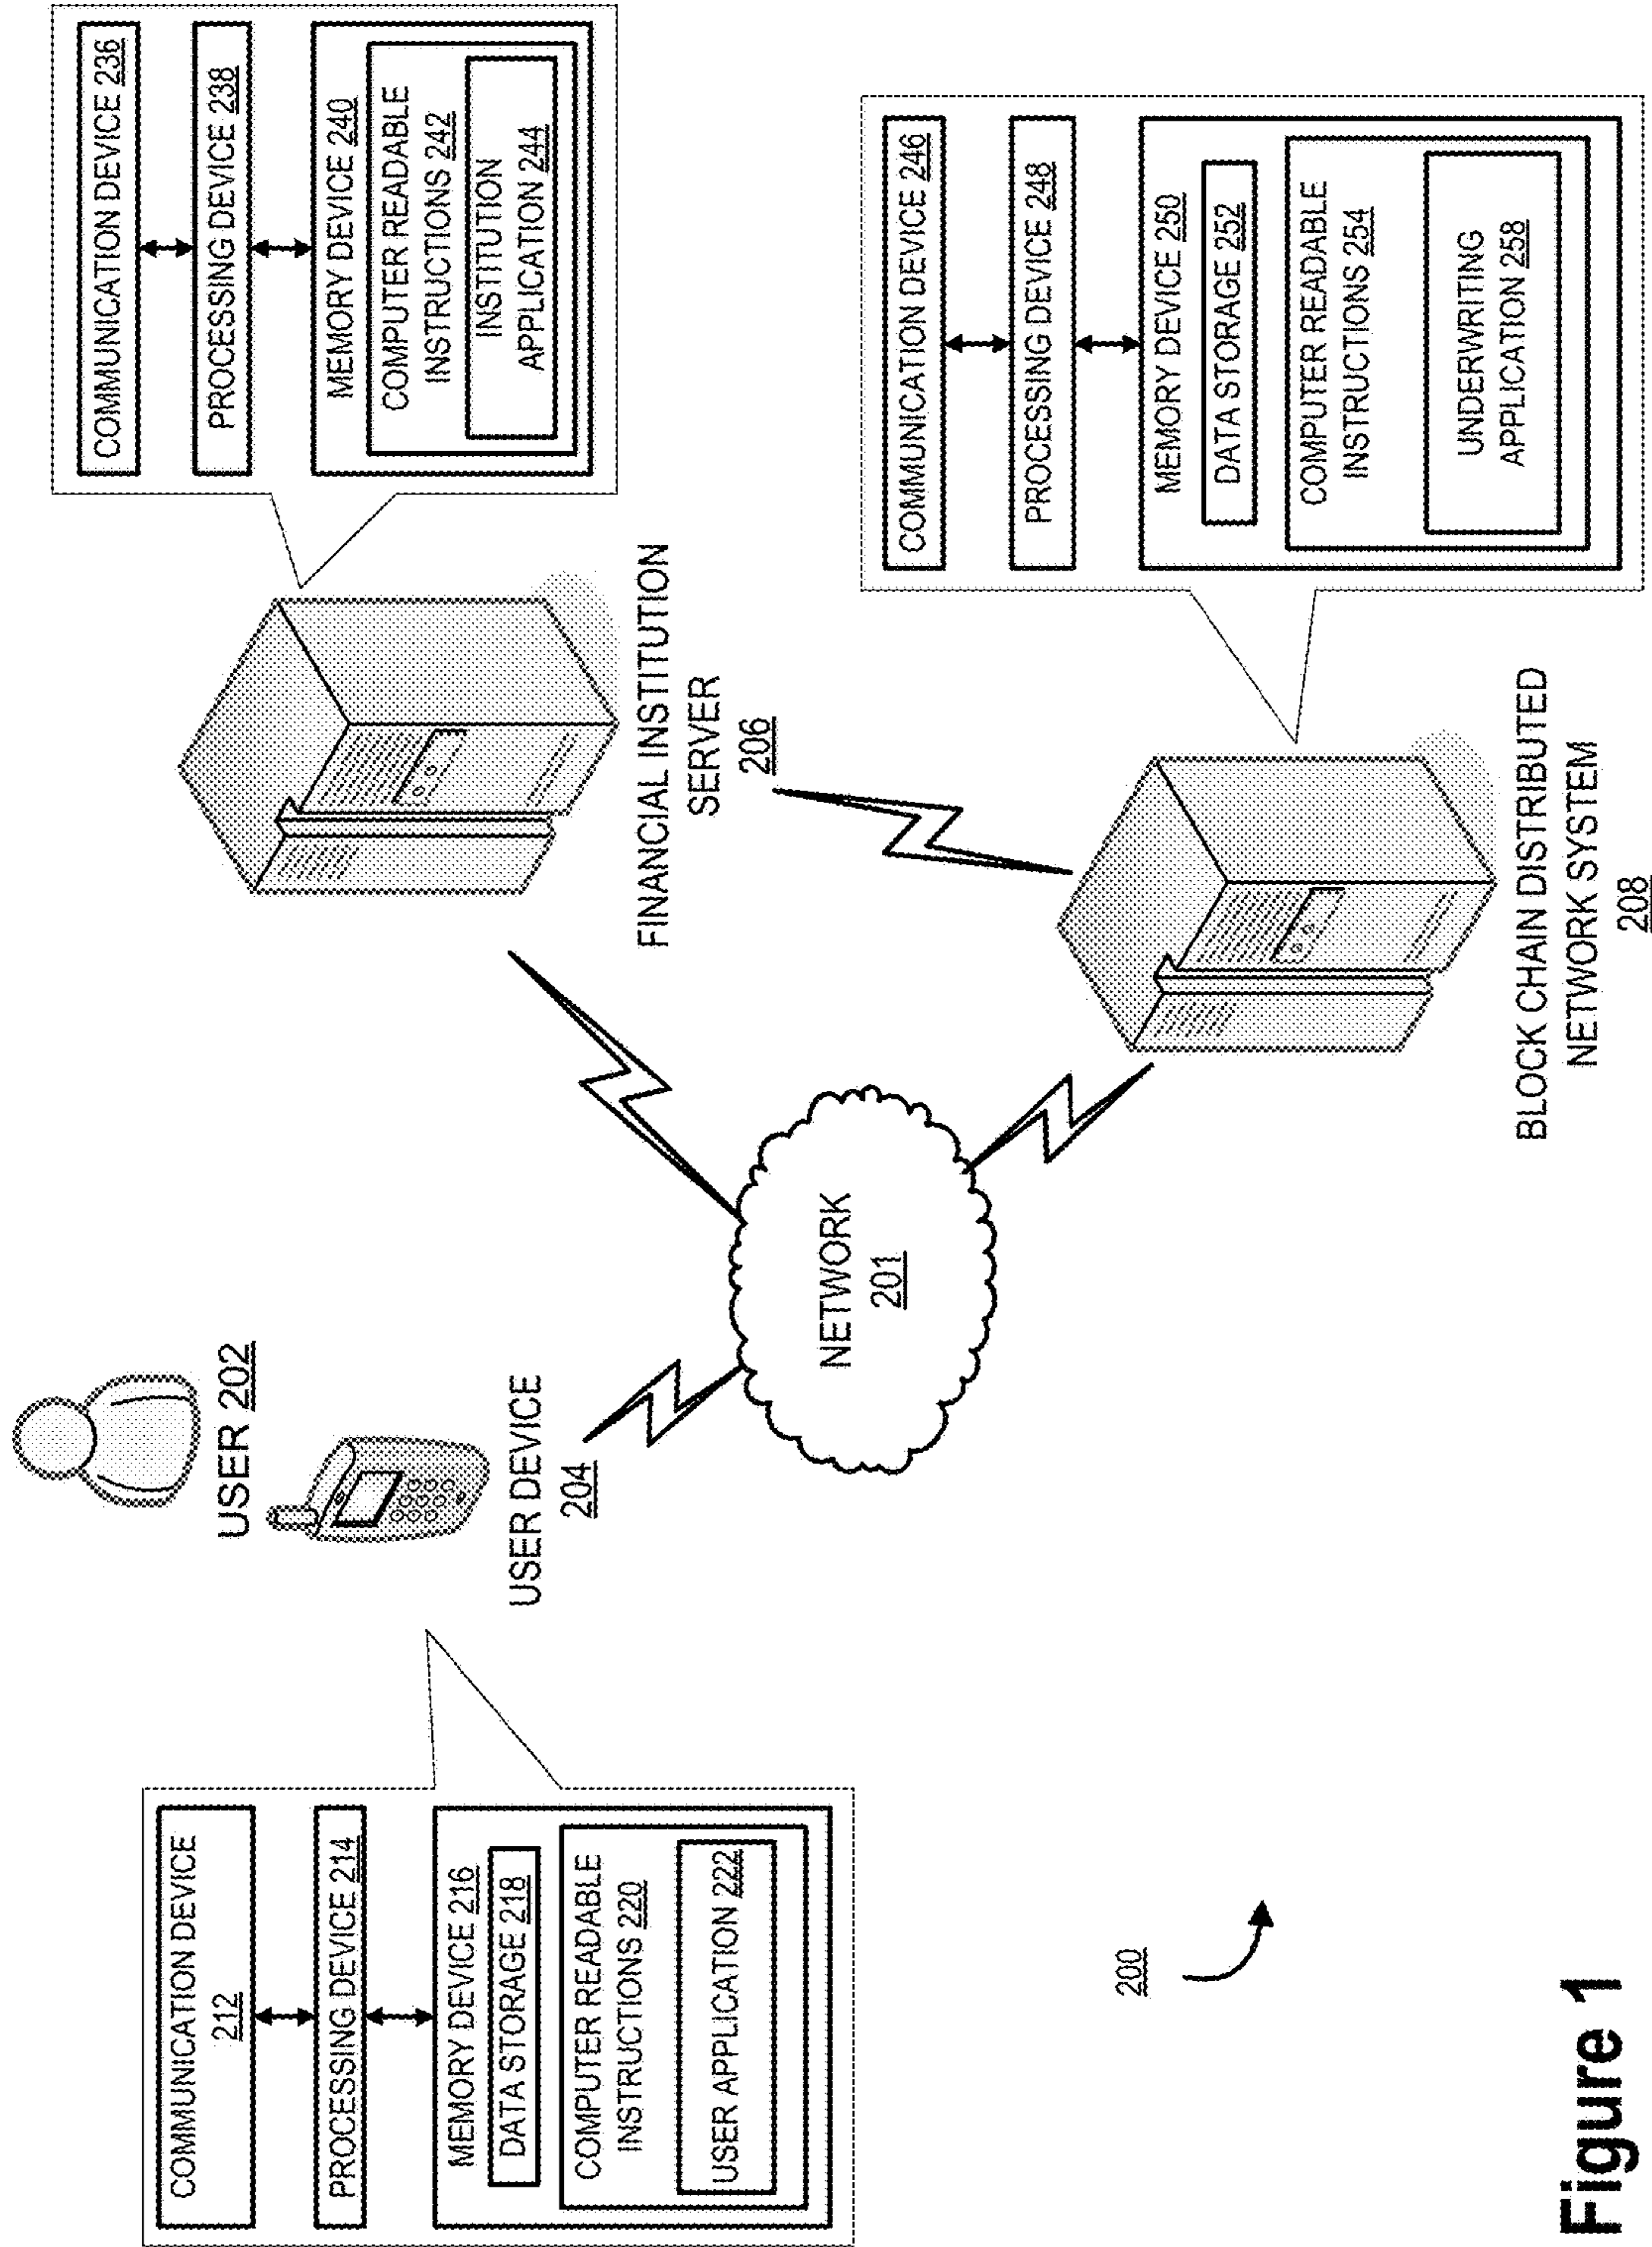 USER 202
USER DEVICE
204
COMMUNICATION DEVICE
212
PROCESSING DEVICE 214
MEMORY DEVICE 216
DATA STORAGE 218
COMPUTER READABLE
INSTRUCTIONS 220
USER APPLICATION 222
NETWORK
201
FINANCIAL INSTITUTION
SERVER
206
COMMUNICATION DEVICE 236
PROCESSING DEVICE 238
MEMORY DEVICE 240
COMPUTER READABLE
INSTRUCTIONS 242
INSTITUTION
APPLICATION 244
BLOCK CHAIN DISTRIBUTED
NETWORK SYSTEM
208
COMMUNICATION DEVICE 246
PROCESSING DEVICE 248
MEMORY DEVICE 250
DATA STORAGE 252
COMPUTER READABLE
INSTRUCTIONS 254
UNDERWRITING
APPLICATION 258
200
Figure 1